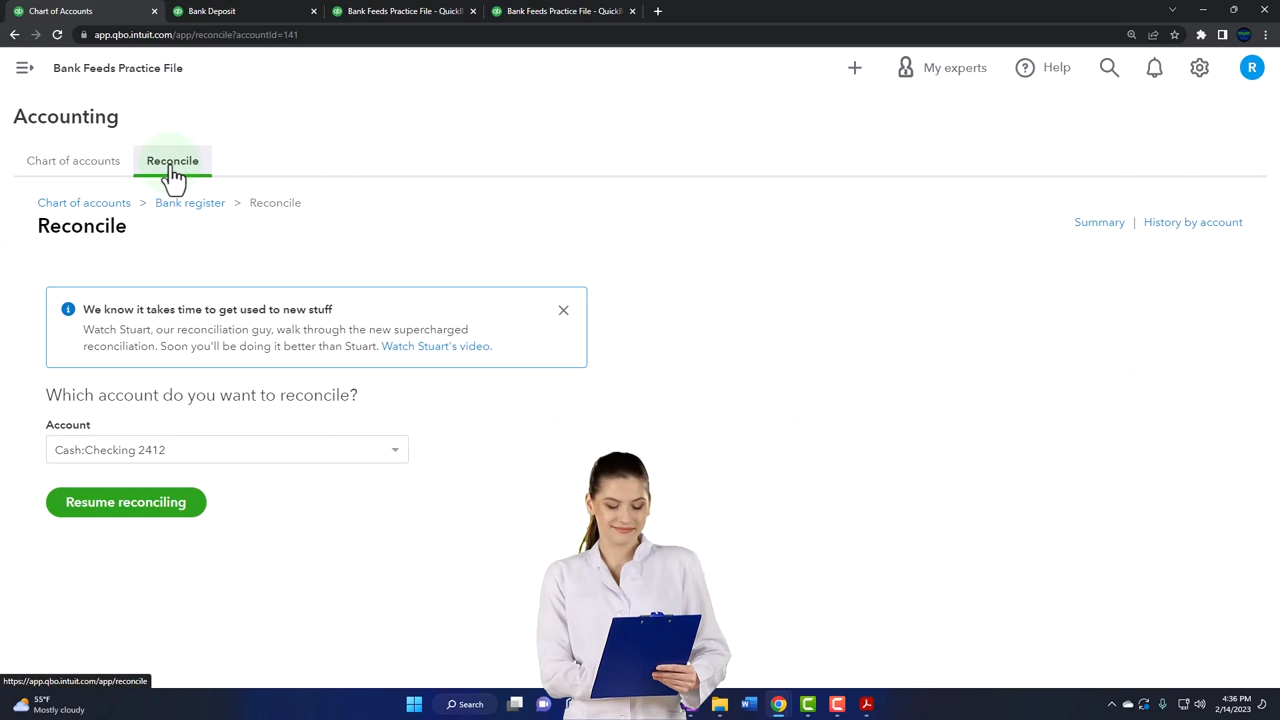 Chart of Accounts
Bank Deposit
Bank Feeds Practice File - QuickB
Bank Feeds Practice File - QuickB
app.qbo.intuit.com/app/reconcile?accountId=141
Bank Feeds Practice File
My experts
Help
R
Accounting
Chart of accounts
Reconcile
Chart of accounts > Bank register > Reconcile
Reconcile
Summary | History by account
We know it takes time to get used to new stuff
Watch Stuart, our reconciliation guy, walk through the new supercharged
reconciliation. Soon you'll be doing it better than Stuart. Watch Stuart's video.
Which account do you want to reconcile?
Account
Cash:Checking 2412
Resume reconciling
https://app.qbo.intuit.com/app/reconcile
55°F
Mostly cloudy
Search
4:36 PM
2/14/2023